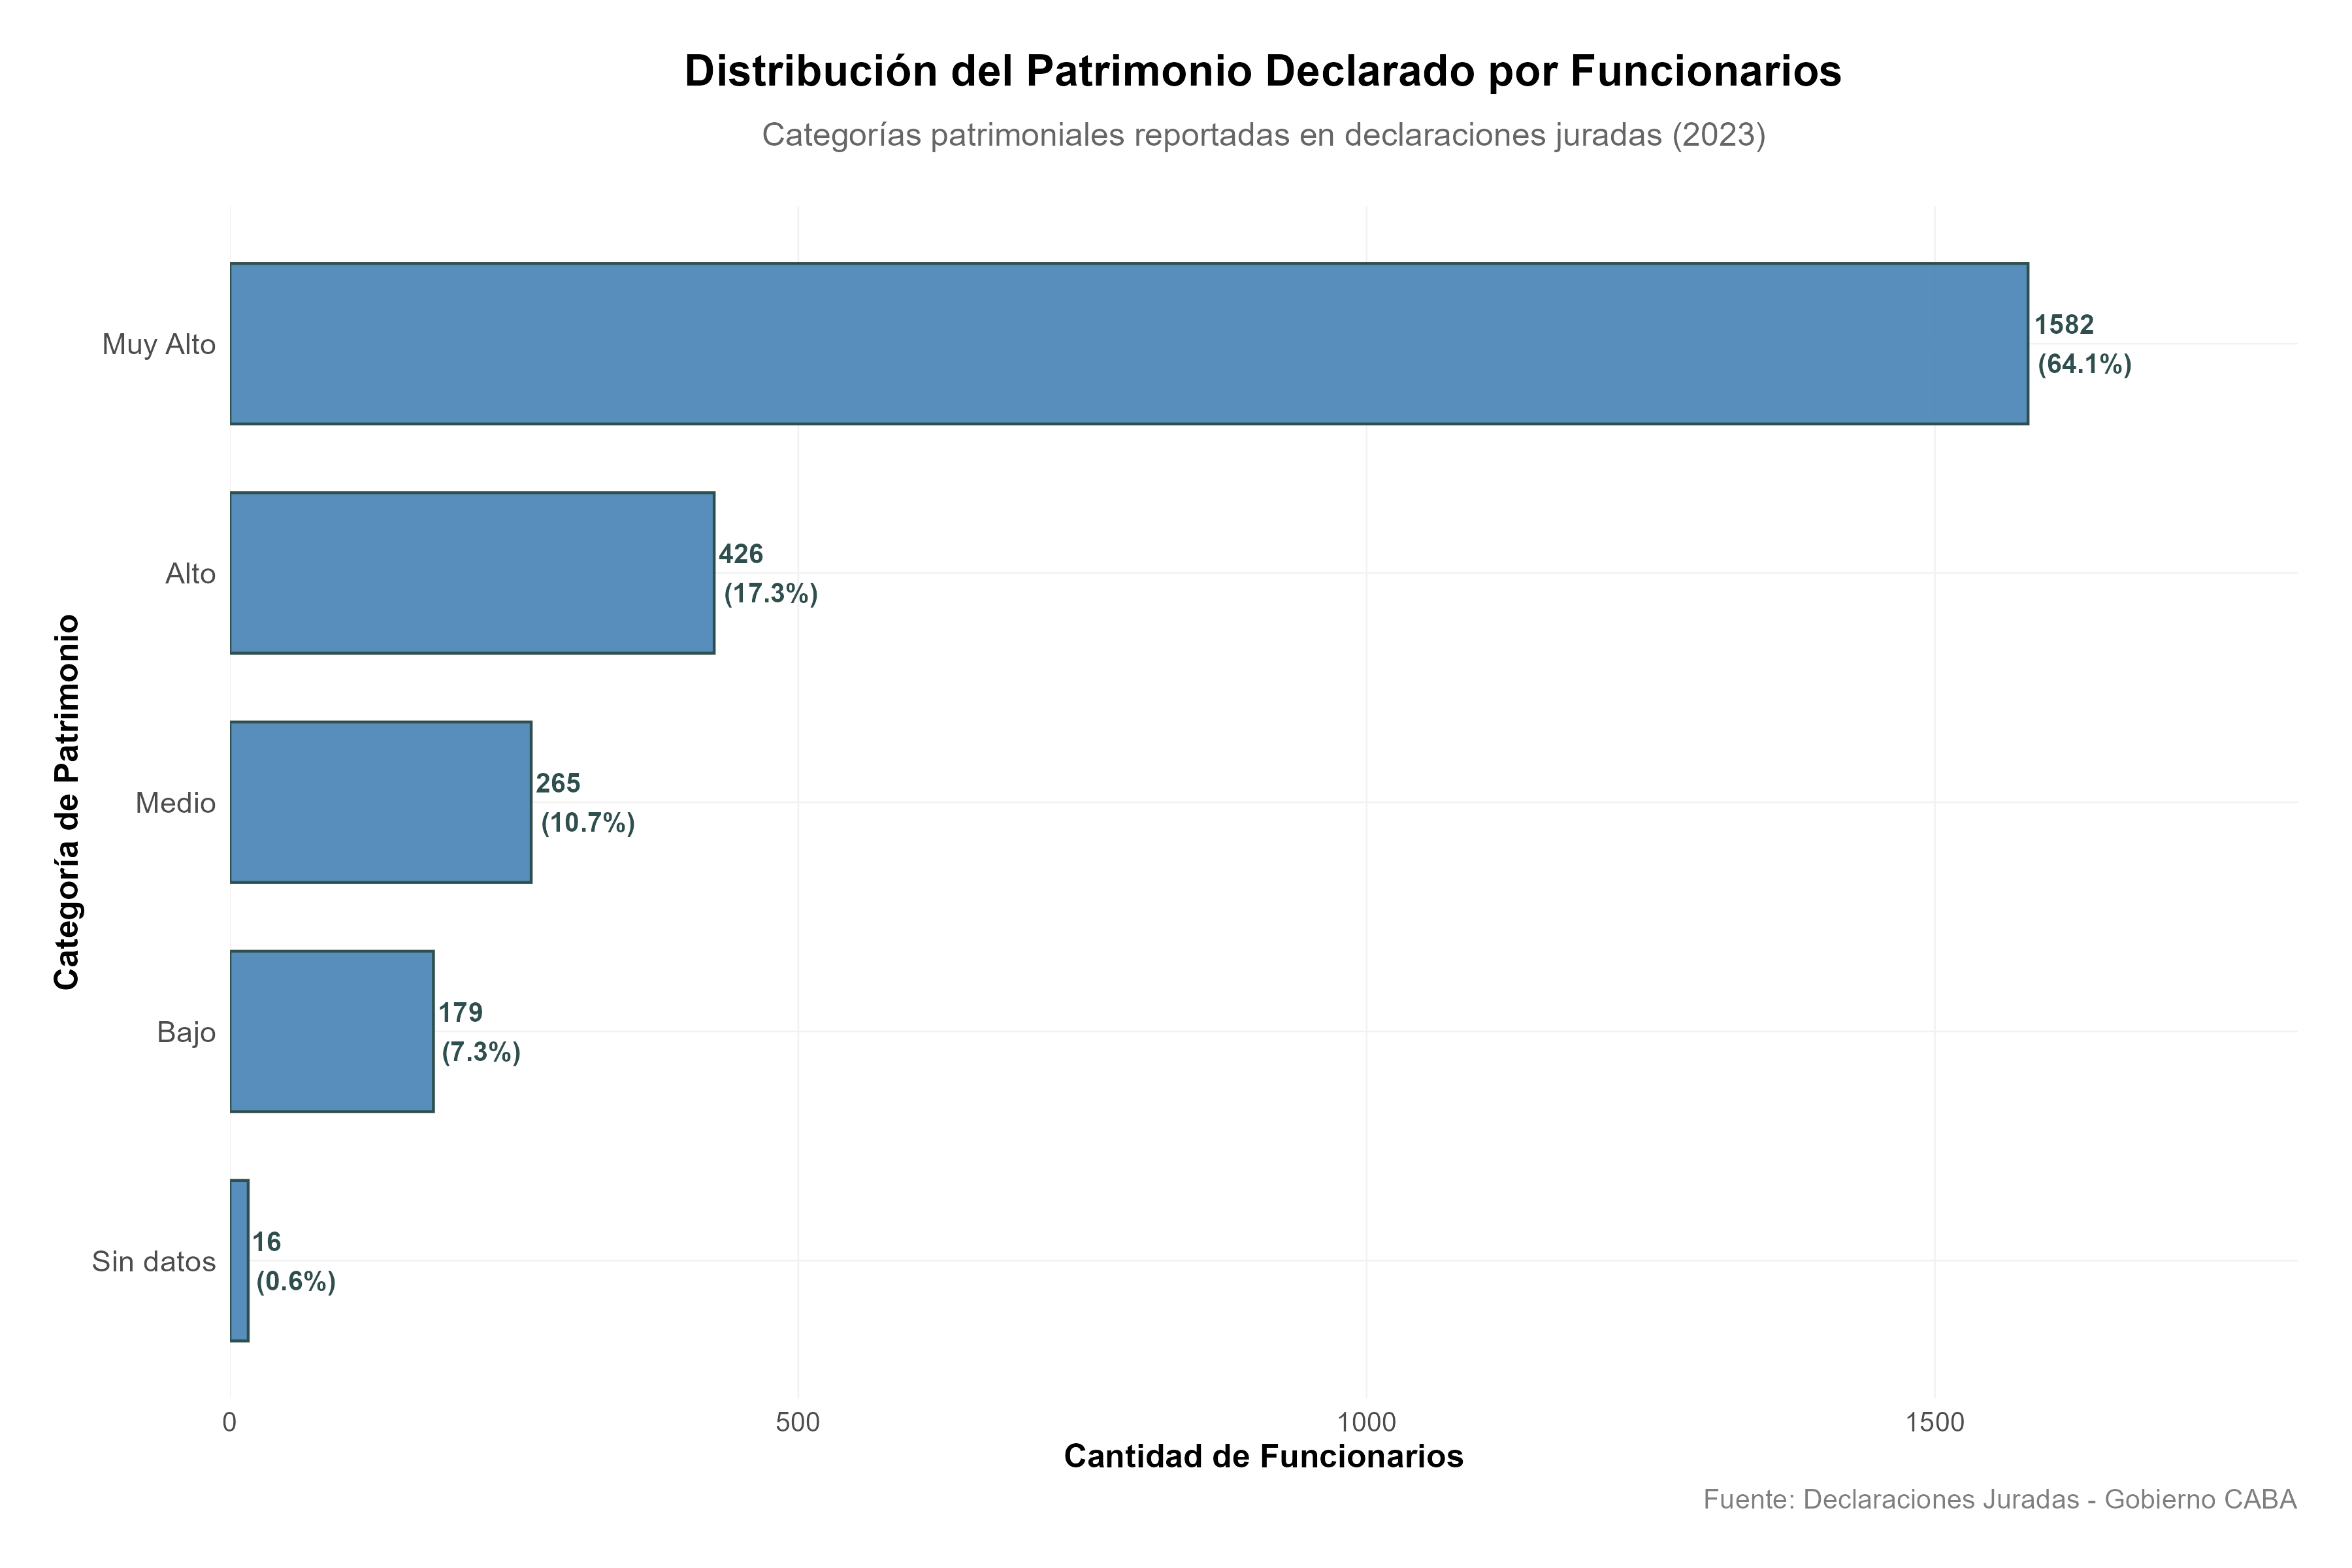 Distribución del Patrimonio Declarado por Funcionarios
Categorías patrimoniales reportadas en declaraciones juradas (2023)
Categoría de Patrimonio
Muy Alto
1582
(64.1%)
Alto
426
(17.3%)
Medio
265
(10.7%)
Bajo
179
(7.3%)
Sin datos
16
(0.6%)
0 500 1000 1500
Cantidad de Funcionarios
Fuente: Declaraciones Juradas - Gobierno CABA